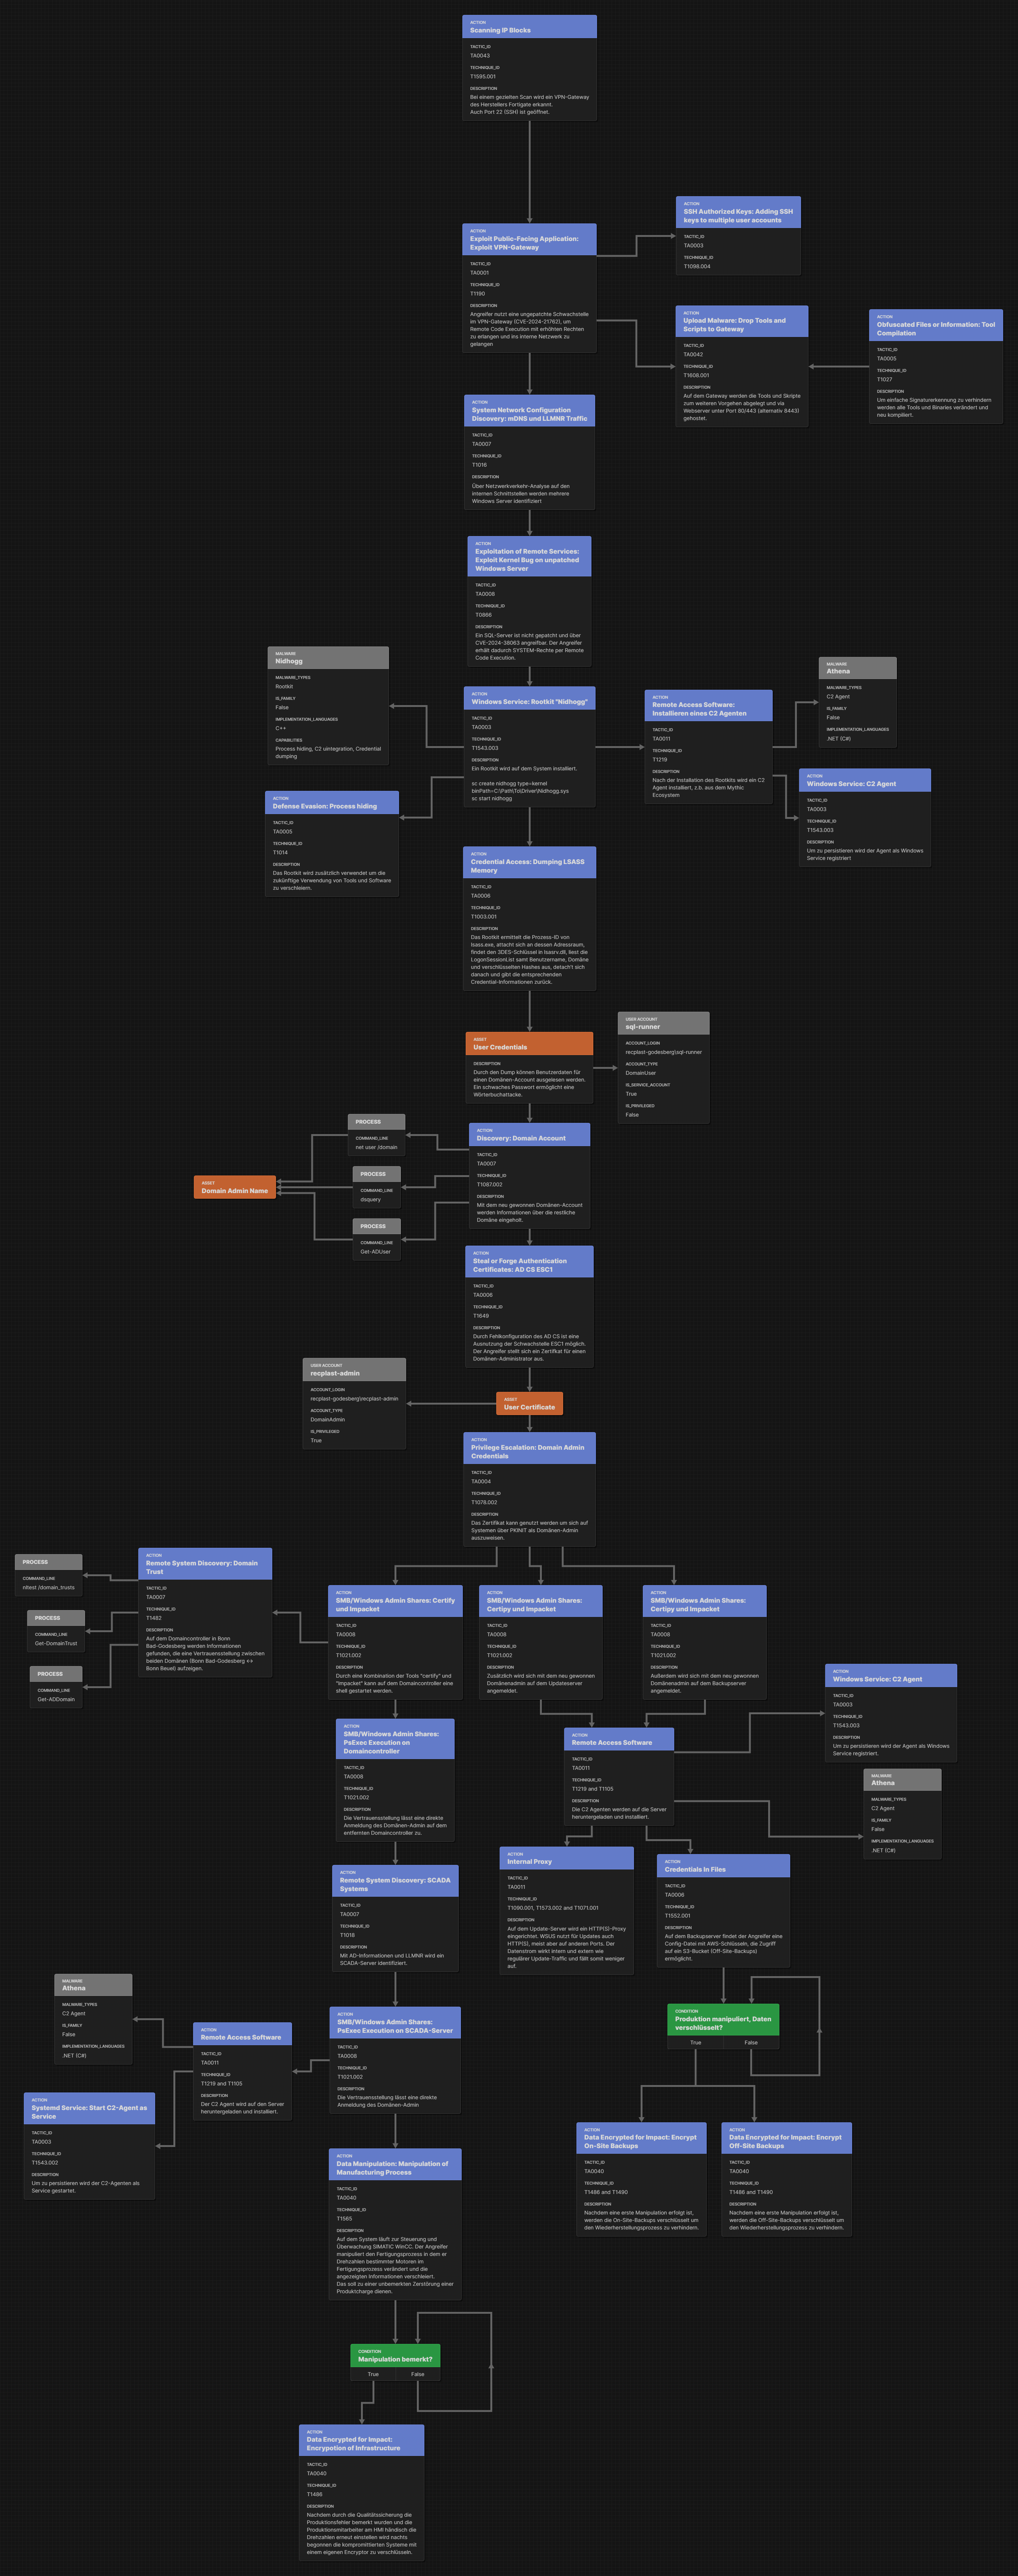 ACTION
Scanning IP Blocks
TACTIC_ID
TA0043
TECHNIQUE_ID
T1595.001
DESCRIPTION
Bei einem gezielten Scan wird ein VPN-Gateway
des Herstellers Fortigate erkannt.
Auch Port 22 (SSH) ist geöffnet.
ACTION
Exploit Public-Facing Application:
Exploit VPN-Gateway
TACTIC_ID
TA0001
TECHNIQUE_ID
T1190
DESCRIPTION
Angreifer nutzt eine ungepatchte Schwachstelle
im VPN-Gateway (CVE-2024-21762), um
Remote Code Execution mit erhöhten Rechten
zu erlangen und ins interne Netzwerk zu
gelangen
ACTION
SSH Authorized Keys: Adding SSH
keys to multiple user accounts
TACTIC_ID
TA0003
TECHNIQUE_ID
T1098.004
ACTION
Upload Malware: Drop Tools and
Scripts to Gateway
TACTIC_ID
TA0042
TECHNIQUE_ID
T1608.001
DESCRIPTION
Auf dem Gateway werden die Tools und Skripte
zum weiteren Vorgehen abgelegt und via
Webserver unter Port 80/443 (alternativ 8443)
gehostet.
ACTION
Obfuscated Files or Information: Tool
Compilation
TACTIC_ID
TA0005
TECHNIQUE_ID
T1027
DESCRIPTION
Um einfache Signaturerkennung zu verhindern
werden alle Tools und Binaries verändert und
neu kompiliert.
ACTION
System Network Configuration
Discovery: mDNS und LLMNR Traffic
TACTIC_ID
TA0007
TECHNIQUE_ID
T1016
DESCRIPTION
Über Netzwerkverkehr-Analyse auf den
internen Schnittstellen werden mehrere
Windows Server identifiziert
ACTION
Exploitation of Remote Services:
Exploit Kernel Bug on unpatched
Windows Server
TACTIC_ID
TA0008
TECHNIQUE_ID
T0866
DESCRIPTION
Ein SQL-Server ist nicht gepatcht und über
CVE-2024-38063 angreifbar. Der Angreifer
erhält dadurch SYSTEM-Rechte per Remote
Code Execution.
MALWARE
Nidhogg
MALWARE_TYPES
Rootkit
IS_FAMILY
False
IMPLEMENTATION_LANGUAGES
C++
CAPABILITIES
Process hiding, C2 uintegration, Credential
dumping
ACTION
Windows Service: Rootkit "Nidhogg"
TACTIC_ID
TA0003
TECHNIQUE_ID
T1543.003
DESCRIPTION
Ein Rootkit wird auf dem System installiert.
sc create nidhogg type=kernel
binPath=C:\Path\To\Driver\Nidhogg.sys
sc start nidhogg
ACTION
Remote Access Software:
Installieren eines C2 Agenten
TACTIC_ID
TA0011
TECHNIQUE_ID
T1219
DESCRIPTION
Nach der Installation des Rootkits wird ein C2
Agent installiert, z.b. aus dem Mythic
Ecosystem
MALWARE
Athena
MALWARE_TYPES
C2 Agent
IS_FAMILY
False
IMPLEMENTATION_LANGUAGES
.NET (C#)
ACTION
Windows Service: C2 Agent
TACTIC_ID
TA0003
TECHNIQUE_ID
T1543.003
DESCRIPTION
Um zu persistieren wird der Agent als Windows
Service registriert
ACTION
Defense Evasion: Process hiding
TACTIC_ID
TA0005
TECHNIQUE_ID
T1014
DESCRIPTION
Das Rootkit wird zusätzlich verwendet um die
zukünftige Verwendung von Tools und Software
zu verschleiern.
ACTION
Credential Access: Dumping LSASS
Memory
TACTIC_ID
TA0006
TECHNIQUE_ID
T1003.001
DESCRIPTION
Das Rootkit ermittelt die Prozess-ID von
lsass.exe, attacht sich an dessen Adressraum,
findet den 3DES-Schlüssel in lsasrv.dll, liest die
LogonSessionList samt Benutzername, Domäne
und verschlüsselten Hashes aus, detach't sich
danach und gibt die entsprechenden
Credential-Informationen zurück.
ASSET
User Credentials
DESCRIPTION
Durch den Dump können Benutzerdaten für
einen Domänen-Account ausgelesen werden.
Ein schwaches Passwort ermöglicht eine
Wörterbuchattacke.
USER ACCOUNT
sql-runner
ACCOUNT_LOGIN
recplast-godesberg\sql-runner
ACCOUNT_TYPE
DomainUser
IS_SERVICE_ACCOUNT
True
IS_PRIVILEGED
False
ACTION
Discovery: Domain Account
TACTIC_ID
TA0007
TECHNIQUE_ID
T1087.002
DESCRIPTION
Mit dem neu gewonnen Domänen-Account
werden Informationen über die restliche
Domäne eingeholt.
PROCESS
COMMAND_LINE
net user /domain
PROCESS
COMMAND_LINE
dsquery
PROCESS
COMMAND_LINE
Get-ADUser
ASSET
Domain Admin Name
ACTION
Steal or Forge Authentication
Certificates: AD CS ESC1
TACTIC_ID
TA0006
TECHNIQUE_ID
T1649
DESCRIPTION
Durch Fehlkonfiguration des AD CS ist eine
Ausnutzung der Schwachstelle ESC1 möglich.
Der Angreifer stellt sich ein Zertifkat für einen
Domänen-Administrator aus.
USER ACCOUNT
recplast-admin
ACCOUNT_LOGIN
recplast-godesberg\recplast-admin
ACCOUNT_TYPE
DomainAdmin
IS_PRIVILEGED
True
ASSET
User Certificate
ACTION
Privilege Escalation: Domain Admin
Credentials
TACTIC_ID
TA0004
TECHNIQUE_ID
T1078.002
DESCRIPTION
Das Zertifikat kann genutzt werden um sich auf
Systemen über PKINIT als Domänen-Admin
auszuweisen.
PROCESS
COMMAND_LINE
nltest /domain_trusts
PROCESS
COMMAND_LINE
Get-DomainTrust
PROCESS
COMMAND_LINE
Get-ADDomain
ACTION
Remote System Discovery: Domain
Trust
TACTIC_ID
TA0007
TECHNIQUE_ID
T1482
DESCRIPTION
Auf dem Domaincontroller in Bonn
Bad-Godesberg werden Informationen
gefunden, die eine Vertrauensstellung zwischen
beiden Domänen (Bonn Bad-Godesberg <->
Bonn Beuel) aufzeigen.
ACTION
SMB/Windows Admin Shares: Certify
und Impacket
TACTIC_ID
TA0008
TECHNIQUE_ID
T1021.002
DESCRIPTION
Durch eine Kombination der Tools "certify" und
"impacket" kann auf dem Domaincontroller eine
shell gestartet werden.
ACTION
SMB/Windows Admin Shares:
Certipy und Impacket
TACTIC_ID
TA0008
TECHNIQUE_ID
T1021.002
DESCRIPTION
Zusätzlich wird sich mit dem neu gewonnen
Domänenadmin auf dem Updateserver
angemeldet.
ACTION
SMB/Windows Admin Shares:
Certipy und Impacket
TACTIC_ID
TA0008
TECHNIQUE_ID
T1021.002
DESCRIPTION
Außerdem wird sich mit dem neu gewonnen
Domänenadmin auf dem Backupserver
angemeldet.
ACTION
Windows Service: C2 Agent
TACTIC_ID
TA0003
TECHNIQUE_ID
T1543.003
DESCRIPTION
Um zu persistieren wird der Agent als Windows
Service registriert.
ACTION
SMB/Windows Admin Shares:
PsExec Execution on
Domaincontroller
TACTIC_ID
TA0008
TECHNIQUE_ID
T1021.002
DESCRIPTION
Die Vertrauensstellung lässt eine direkte
Anmeldung des Domänen-Admin auf dem
entfernten Domaincontroller zu.
ACTION
Remote Access Software
TACTIC_ID
TA0011
TECHNIQUE_ID
T1219 and T1105
DESCRIPTION
Die C2 Agenten werden auf die Server
heruntergeladen und installiert.
MALWARE
Athena
MALWARE_TYPES
C2 Agent
IS_FAMILY
False
IMPLEMENTATION_LANGUAGES
.NET (C#)
ACTION
Internal Proxy
TACTIC_ID
TA0011
TECHNIQUE_ID
T1090.001, T1573.002 and T1071.001
DESCRIPTION
Auf dem Update-Server wird ein HTTP(S)-Proxy
eingerichtet. WSUS nutzt für Updates auch
HTTP(S), meist aber auf anderen Ports. Der
Datenstrom wirkt intern und extern wie
regulärer Update-Traffic und fällt somit weniger
auf.
ACTION
Credentials In Files
TACTIC_ID
TA0006
TECHNIQUE_ID
T1552.001
DESCRIPTION
Auf dem Backupserver findet der Angreifer eine
Config-Datei mit AWS-Schlüsseln, die Zugriff
auf ein S3-Bucket (Off-Site-Backups)
ermöglicht.
ACTION
Remote System Discovery: SCADA
Systems
TACTIC_ID
TA0007
TECHNIQUE_ID
T1018
DESCRIPTION
Mit AD-Informationen und LLMNR wird ein
SCADA-Server identifiziert.
MALWARE
Athena
MALWARE_TYPES
C2 Agent
IS_FAMILY
False
IMPLEMENTATION_LANGUAGES
.NET (C#)
ACTION
Remote Access Software
TACTIC_ID
TA0011
TECHNIQUE_ID
T1219 and T1105
DESCRIPTION
Der C2 Agent wird auf den Server
heruntergeladen und installiert.
ACTION
SMB/Windows Admin Shares:
PsExec Execution on SCADA-Server
TACTIC_ID
TA0008
TECHNIQUE_ID
T1021.002
DESCRIPTION
Die Vertrauensstellung lässt eine direkte
Anmeldung des Domänen-Admin
CONDITION
Produktion manipuliert, Daten
verschlüsselt?
True
False
ACTION
Systemd Service: Start C2-Agent as
Service
TACTIC_ID
TA0003
TECHNIQUE_ID
T1543.002
DESCRIPTION
Um zu persistieren wird der C2-Agenten als
Service gestartet.
ACTION
Data Encrypted for Impact: Encrypt
On-Site Backups
TACTIC_ID
TA0040
TECHNIQUE_ID
T1486 and T1490
DESCRIPTION
Nachdem eine erste Manipulation erfolgt ist,
werden die On-Site-Backups verschlüsselt um
den Wiederherstellungsprozess zu verhindern.
ACTION
Data Encrypted for Impact: Encrypt
Off-Site Backups
TACTIC_ID
TA0040
TECHNIQUE_ID
T1486 and T1490
DESCRIPTION
Nachdem eine erste Manipulation erfolgt ist,
werden die Off-Site-Backups verschlüsselt um
den Wiederherstellungsprozess zu verhindern.
ACTION
Data Manipulation: Manipulation of
Manufacturing Process
TACTIC_ID
TA0040
TECHNIQUE_ID
T1565
DESCRIPTION
Auf dem System läuft zur Steuerung und
Überwachung SIMATIC WinCC. Der Angreifer
manipuliert den Fertigungsprozess in dem er
Drehzahlen bestimmter Motoren im
Fertigungsprozess verändert und die
angezeigten Informationen verschleiert.
Das soll zu einer unbemerkten Zerstörung einer
Produktcharge dienen.
CONDITION
Manipulation bemerkt?
True
False
ACTION
Data Encrypted for Impact:
Encrypotion of Infrastructure
TACTIC_ID
TA0040
TECHNIQUE_ID
T1486
DESCRIPTION
Nachdem durch die Qualitätssicherung die
Produktionsfehler bemerkt wurden und die
Produktionsmitarbeiter am HMI händisch die
Drehzahlen erneut einstellen wird nachts
begonnen die kompromittierten Systeme mit
einem eigenen Encryptor zu verschlüseln.